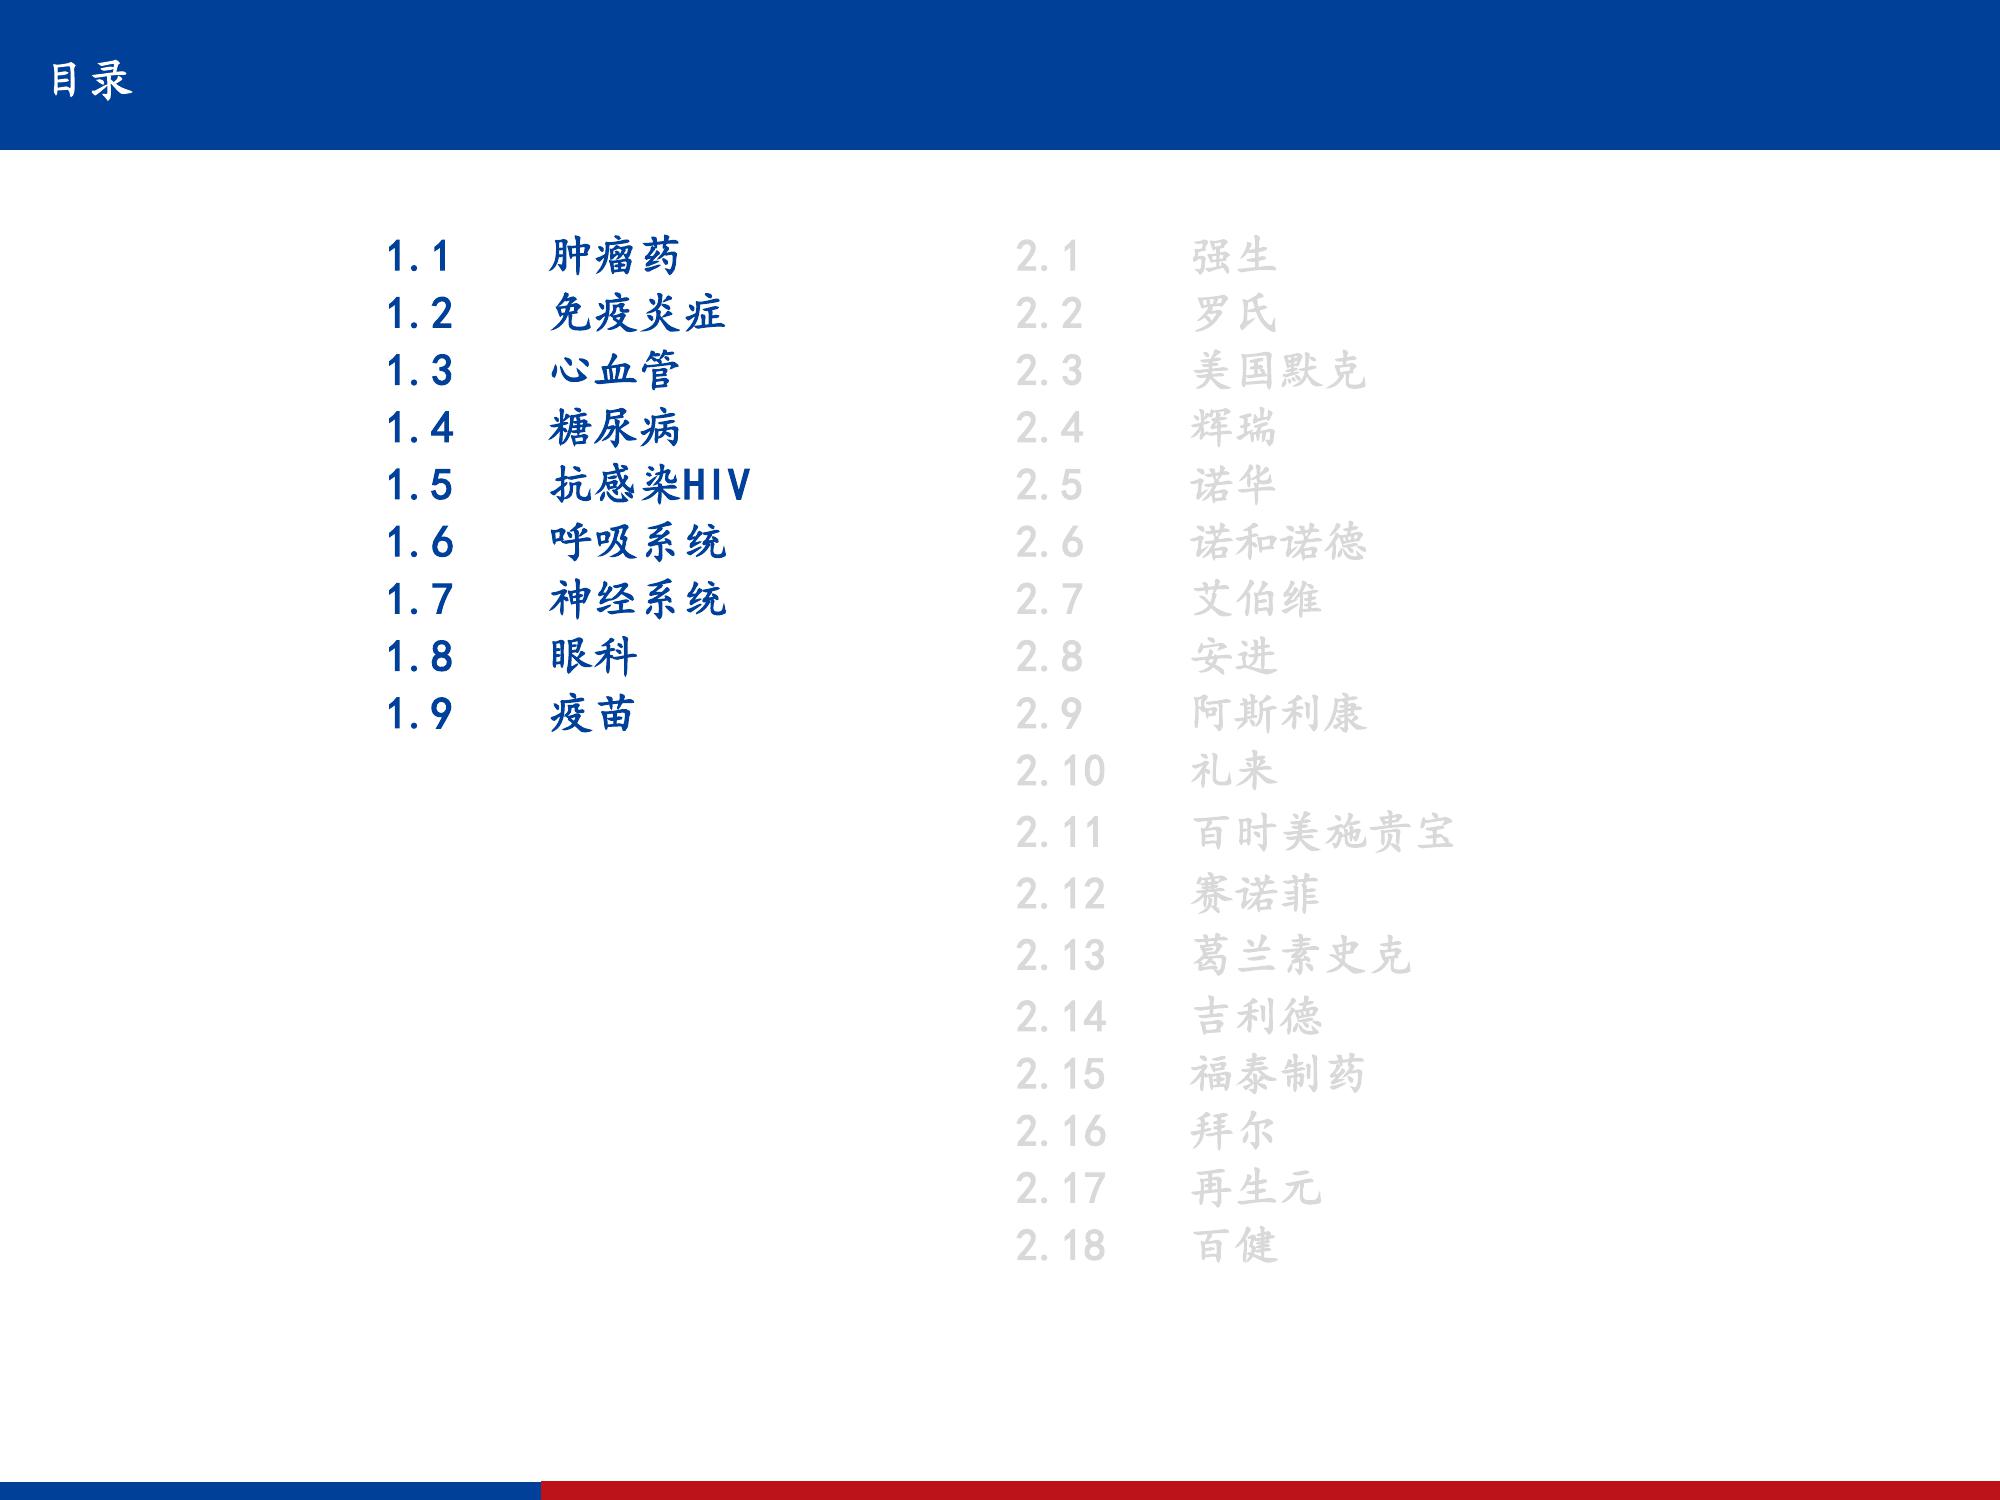 目录
1.1 肿瘤药
1.2 免疫炎症
1.3 心血管
1.4 糖尿病
1.5 抗感染HIV
1.6 呼吸系统
1.7 神经系统
1.8 眼科
1.9 疫苗
2.1 强生
2.2 罗氏
2.3 美国默克
2.4 辉瑞
2.5 诺华
2.6 诺和诺德
2.7 艾伯维
2.8 安进
2.9 阿斯利康
2.10 礼来
2.11 百时美施贵宝
2.12 赛诺菲
2.13 葛兰素史克
2.14 吉利德
2.15 福泰制药
2.16 拜尔
2.17 再生元
2.18 百健